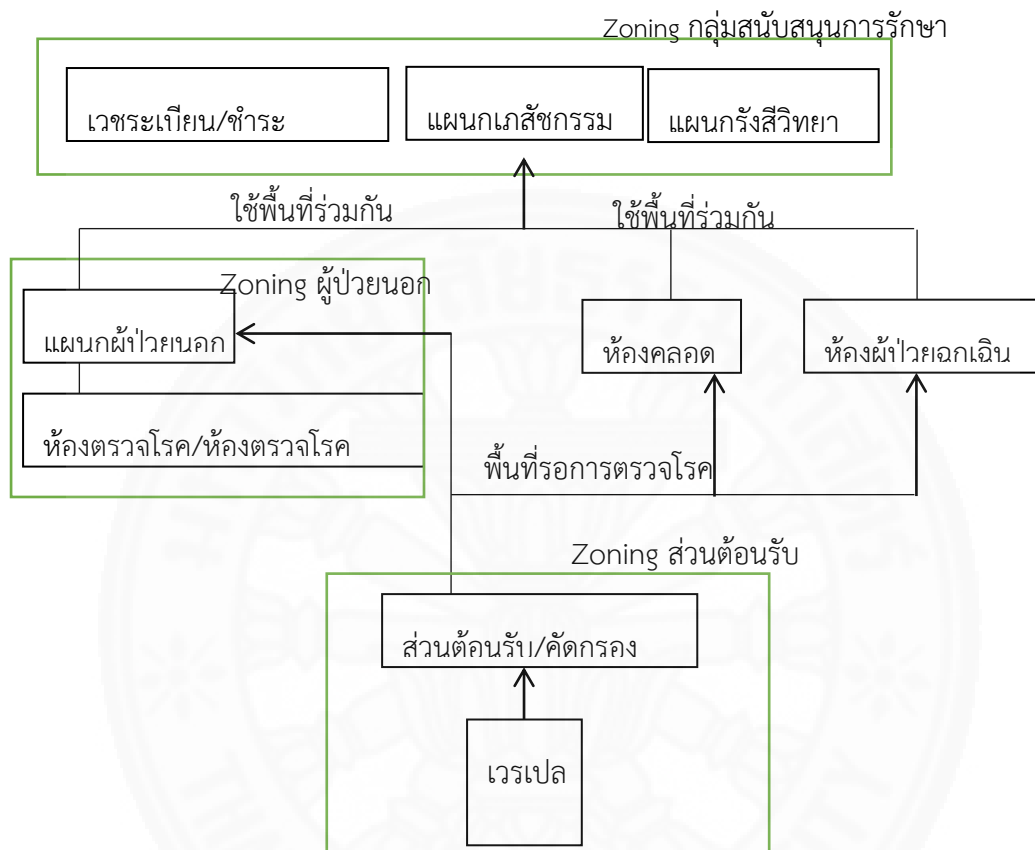 Zoning กลุ่มสนับสนุนการรักษา
เวชระเบียน/ชำระ
แผนกเภสัชกรรม
แผนกรังสีวิทยา
ใช้พื้นที่ร่วมกัน
ใช้พื้นที่ร่วมกัน
Zoning ผู้ป่วยนอก
แผนกผู้ป่วยนอก
ห้องคลอด
ห้องผู้ป่วยฉุกเฉิน
ห้องตรวจโรค/ห้องตรวจโรค
พื้นที่รอการตรวจโรค
Zoning ส่วนต้อนรับ
ส่วนต้อนรับ/คัดกรอง
เวรเปล